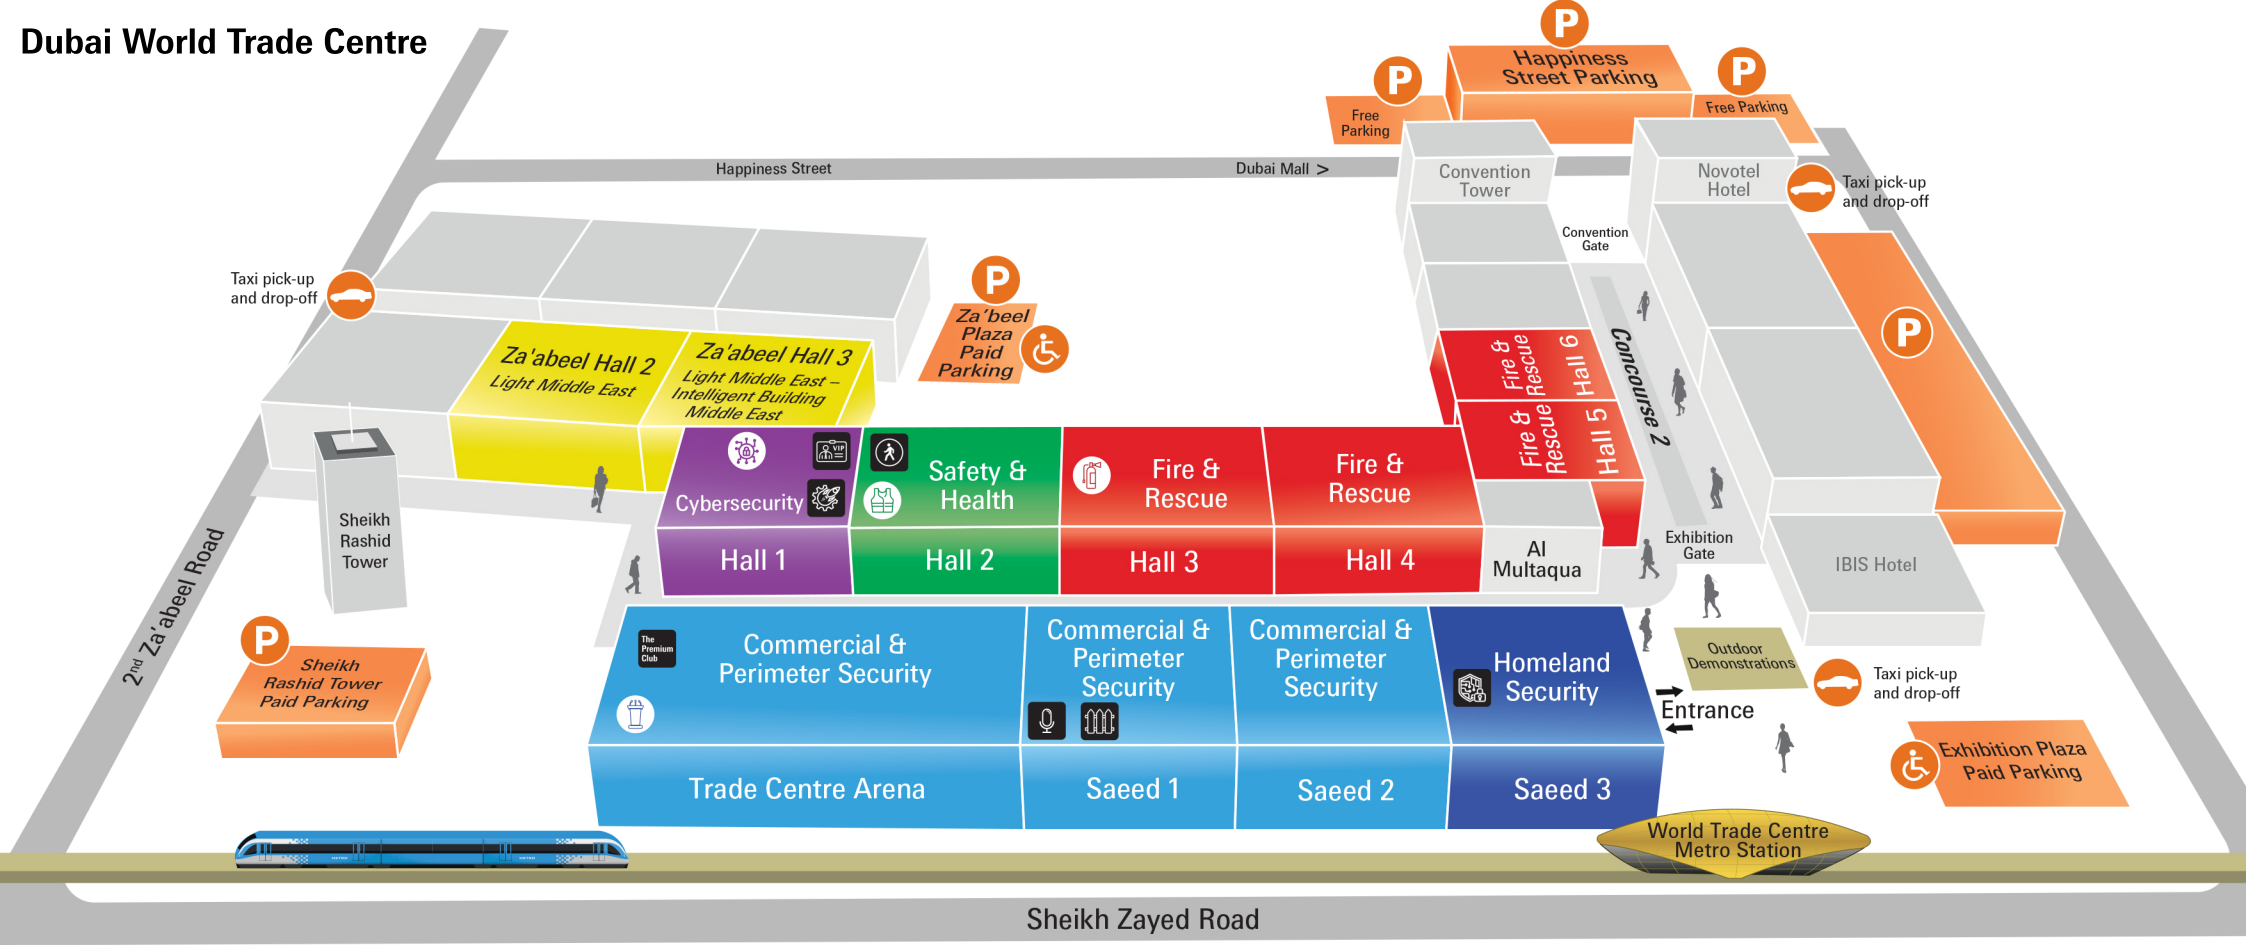 Dubai World Trade Centre
P
Happiness
Street Parking
P
Free
Parking
P
Free Parking
Happiness Street
Dubai Mall >
Convention
Tower
Novotel
Hotel
Taxi pick-up
and drop-off
Convention
Gate
Taxi pick-up
and drop-off
P
Za'beel
Plaza
Paid
Parking
P
Za'abeel Hall 2
Light Middle East
Za'abeel Hall 3
Light Middle East –
Intelligent Building
Middle East
Fire &
Rescue
Hall 6
Fire &
Rescue
Hall 5
Concourse 2
Cybersecurity
VIP
Hall 1
Safety &
Health
Hall 2
Fire &
Rescue
Hall 3
Fire &
Rescue
Hall 4
Al
Multaqua
Exhibition
Gate
IBIS Hotel
Sheikh
Rashid
Tower
2nd Za'abeel Road
P
Sheikh
Rashid Tower
Paid Parking
The
Premium
Club
Commercial &
Perimeter Security
Trade Centre Arena
Commercial &
Perimeter
Security
Saeed 1
Commercial &
Perimeter
Security
Saeed 2
Homeland
Security
Saeed 3
Entrance
Outdoor
Demonstrations
Taxi pick-up
and drop-off
Exhibition Plaza
Paid Parking
World Trade Centre
Metro Station
METRO
METRO
Sheikh Zayed Road